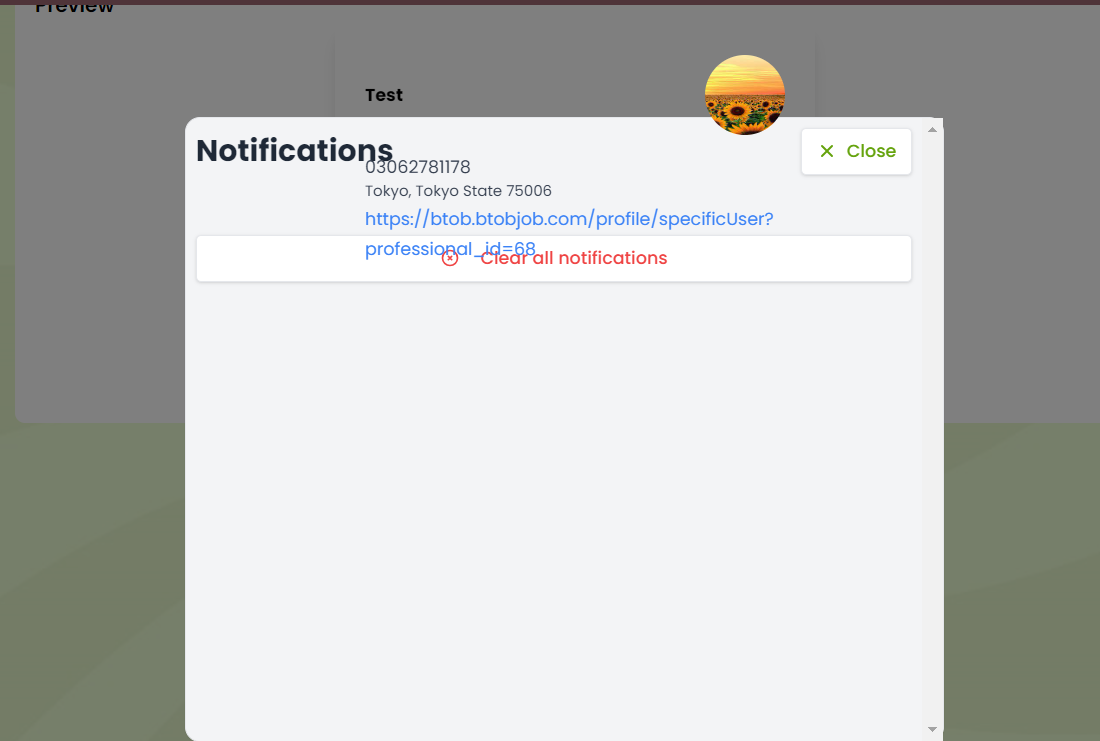 Preview
Test
Notifications
Close
03062781178
Tokyo, Tokyo State 75006
https://btob.btobjob.com/profile/specificUser?
professional_id=68
Clear all notifications